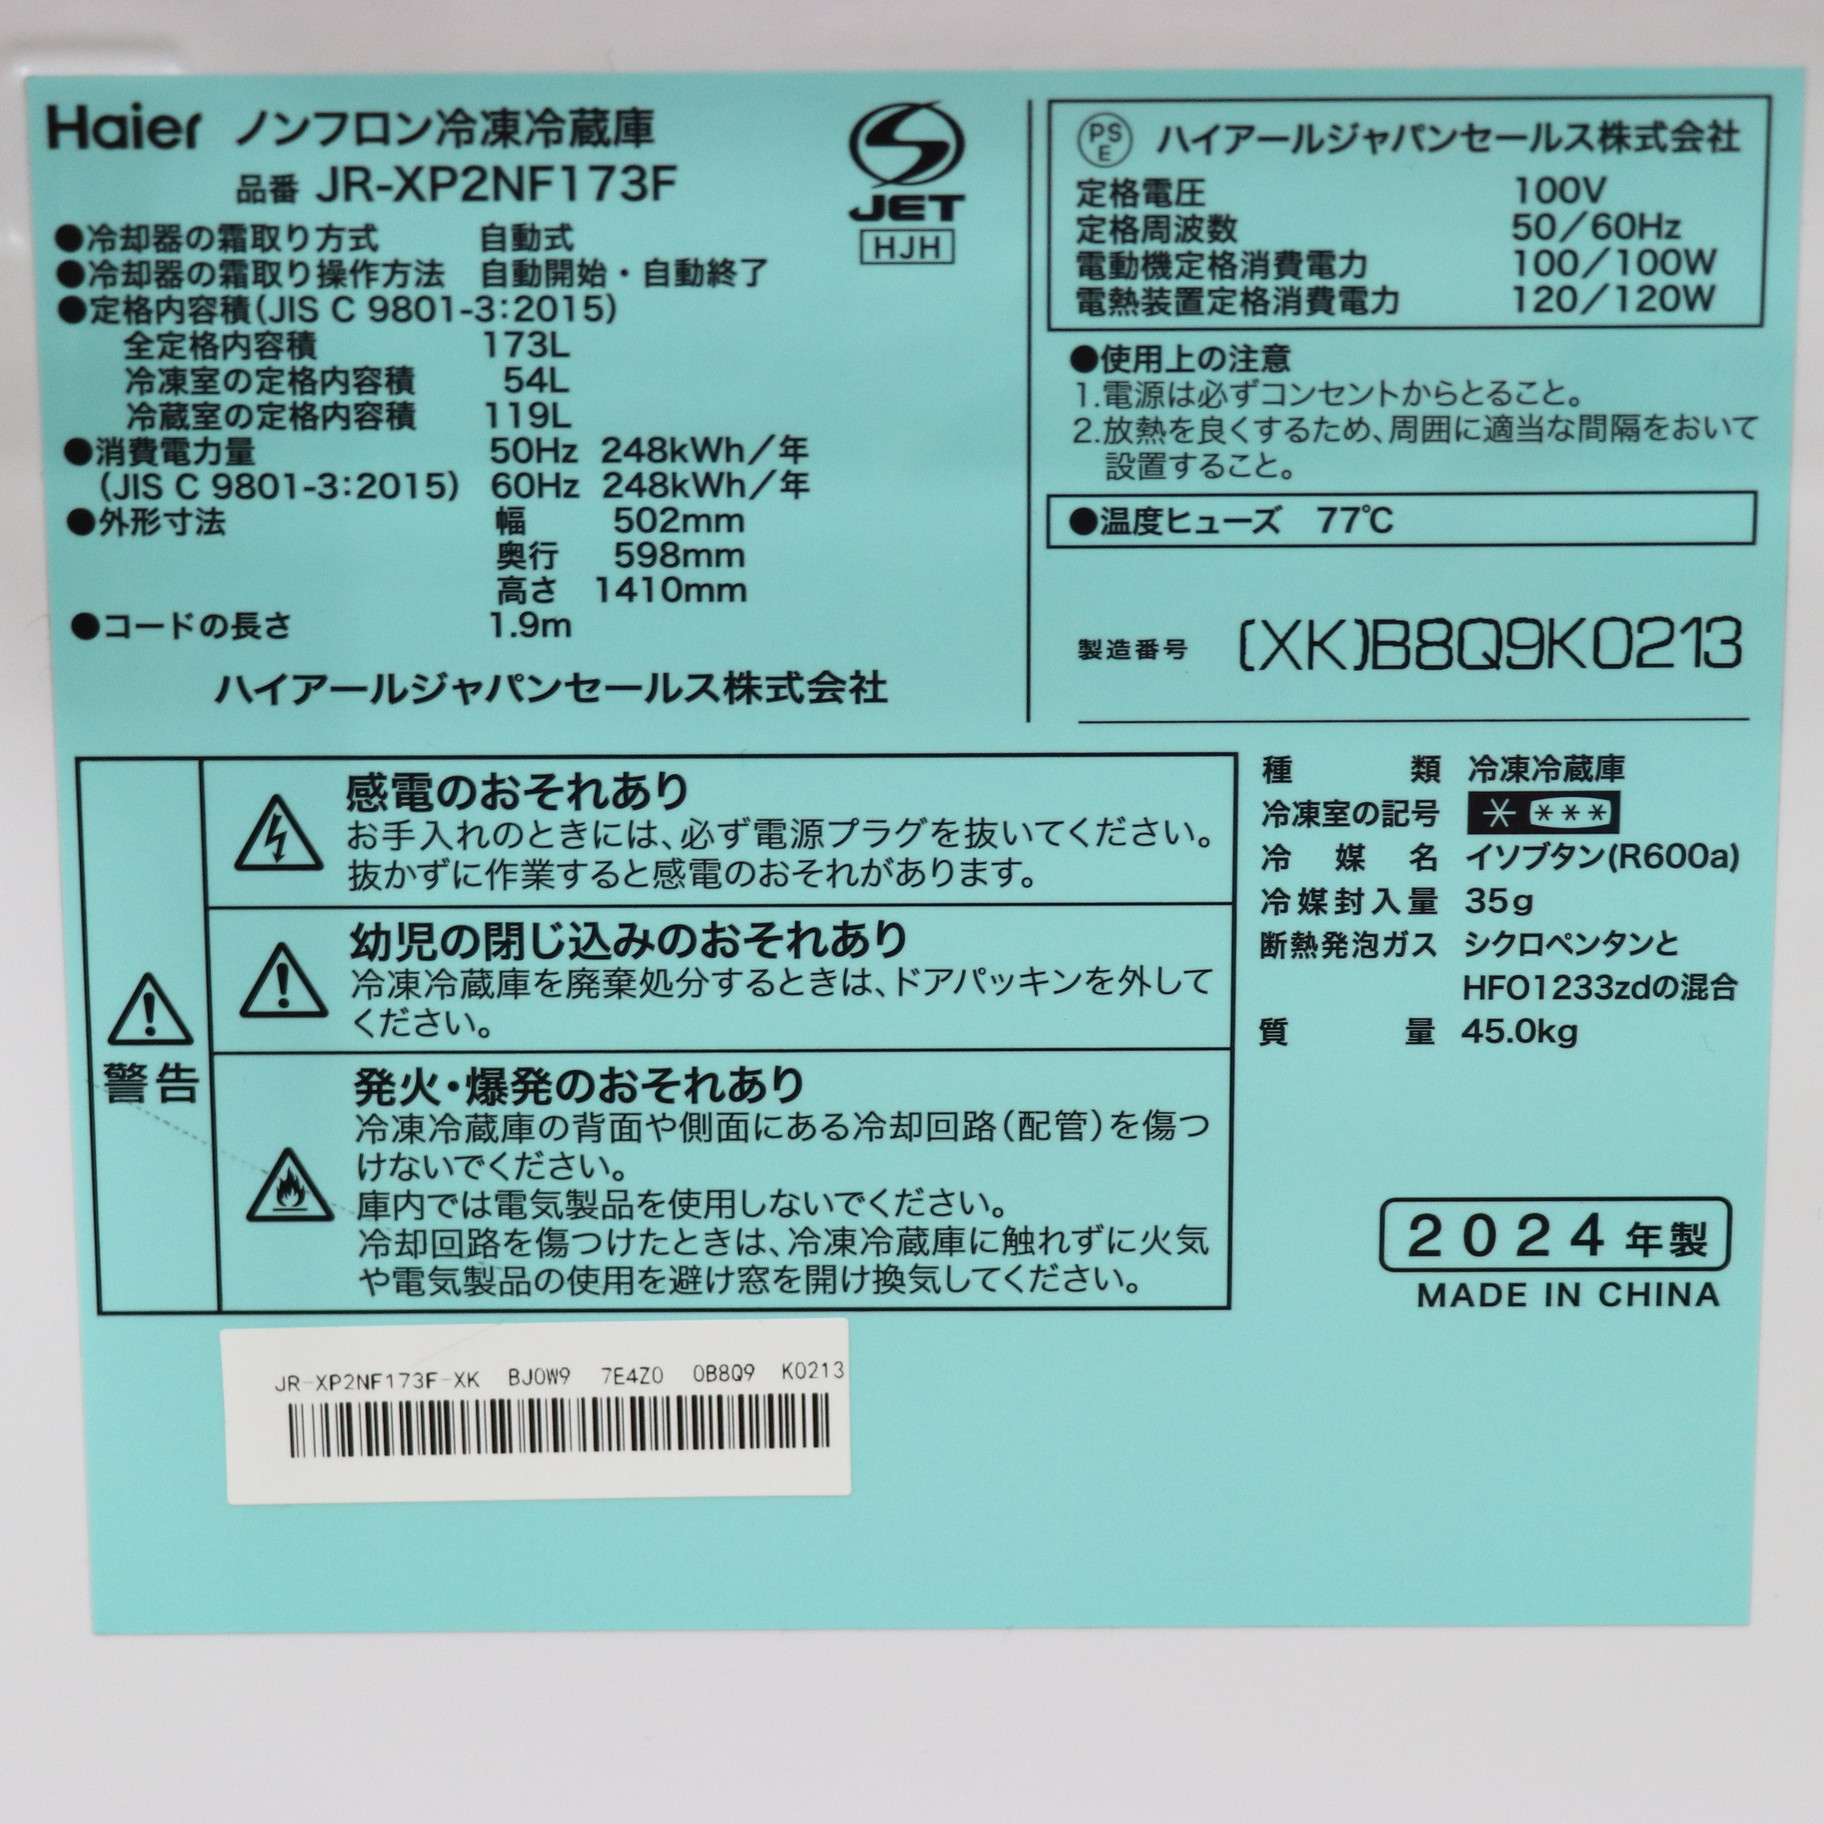 Haier ノンフロン冷凍冷蔵庫
品番 JR-XP2NF173F
●冷却器の霜取り方式 自動式
●冷却器の霜取り操作方法 自動開始・自動終了
●定格内容積(JIS C 9801-3:2015)
全定格内容積 173L
冷凍室の定格内容積 54L
冷蔵室の定格内容積 119L
●消費電力量 50Hz 248kWh/年
(JIS C 9801-3:2015) 60Hz 248kWh/年
●外形寸法 幅 502mm
奥行 598mm
高さ 1410mm
●コードの長さ 1.9m
ハイアールジャパンセールス株式会社
JET
HJH
PSE ハイアールジャパンセールス株式会社
定格電圧 100V
定格周波数 50/60Hz
電動機定格消費電力 100/100W
電熱装置定格消費電力 120/120W
●使用上の注意
1.電源は必ずコンセントからとること。
2.放熱を良くするため、周囲に適当な間隔をおいて
設置すること。
●温度ヒューズ 77℃
製造番号 (XK)B8Q9K0213
警告
感電のおそれあり
お手入れのときには、必ず電源プラグを抜いてください。
抜かずに作業すると感電のおそれがあります。
幼児の閉じ込みのおそれあり
冷凍冷蔵庫を廃棄処分するときは、ドアパッキンを外して
ください。
発火・爆発のおそれあり
冷凍冷蔵庫の背面や側面にある冷却回路(配管)を傷つ
けないでください。
庫内では電気製品を使用しないでください。
冷却回路を傷つけたときは、冷凍冷蔵庫に触れずに火気
や電気製品の使用を避け窓を開け換気してください。
種類 冷凍冷蔵庫
冷凍室の記号 * ***
冷媒名 イソブタン(R600a)
冷媒封入量 35g
断熱発泡ガス シクロペンタンと
HFO1233zdの混合
質量 45.0kg
2024年製
MADE IN CHINA
JR-XP2NF173F-XK BJ0W9 7E4Z0 0B8Q9 K0213